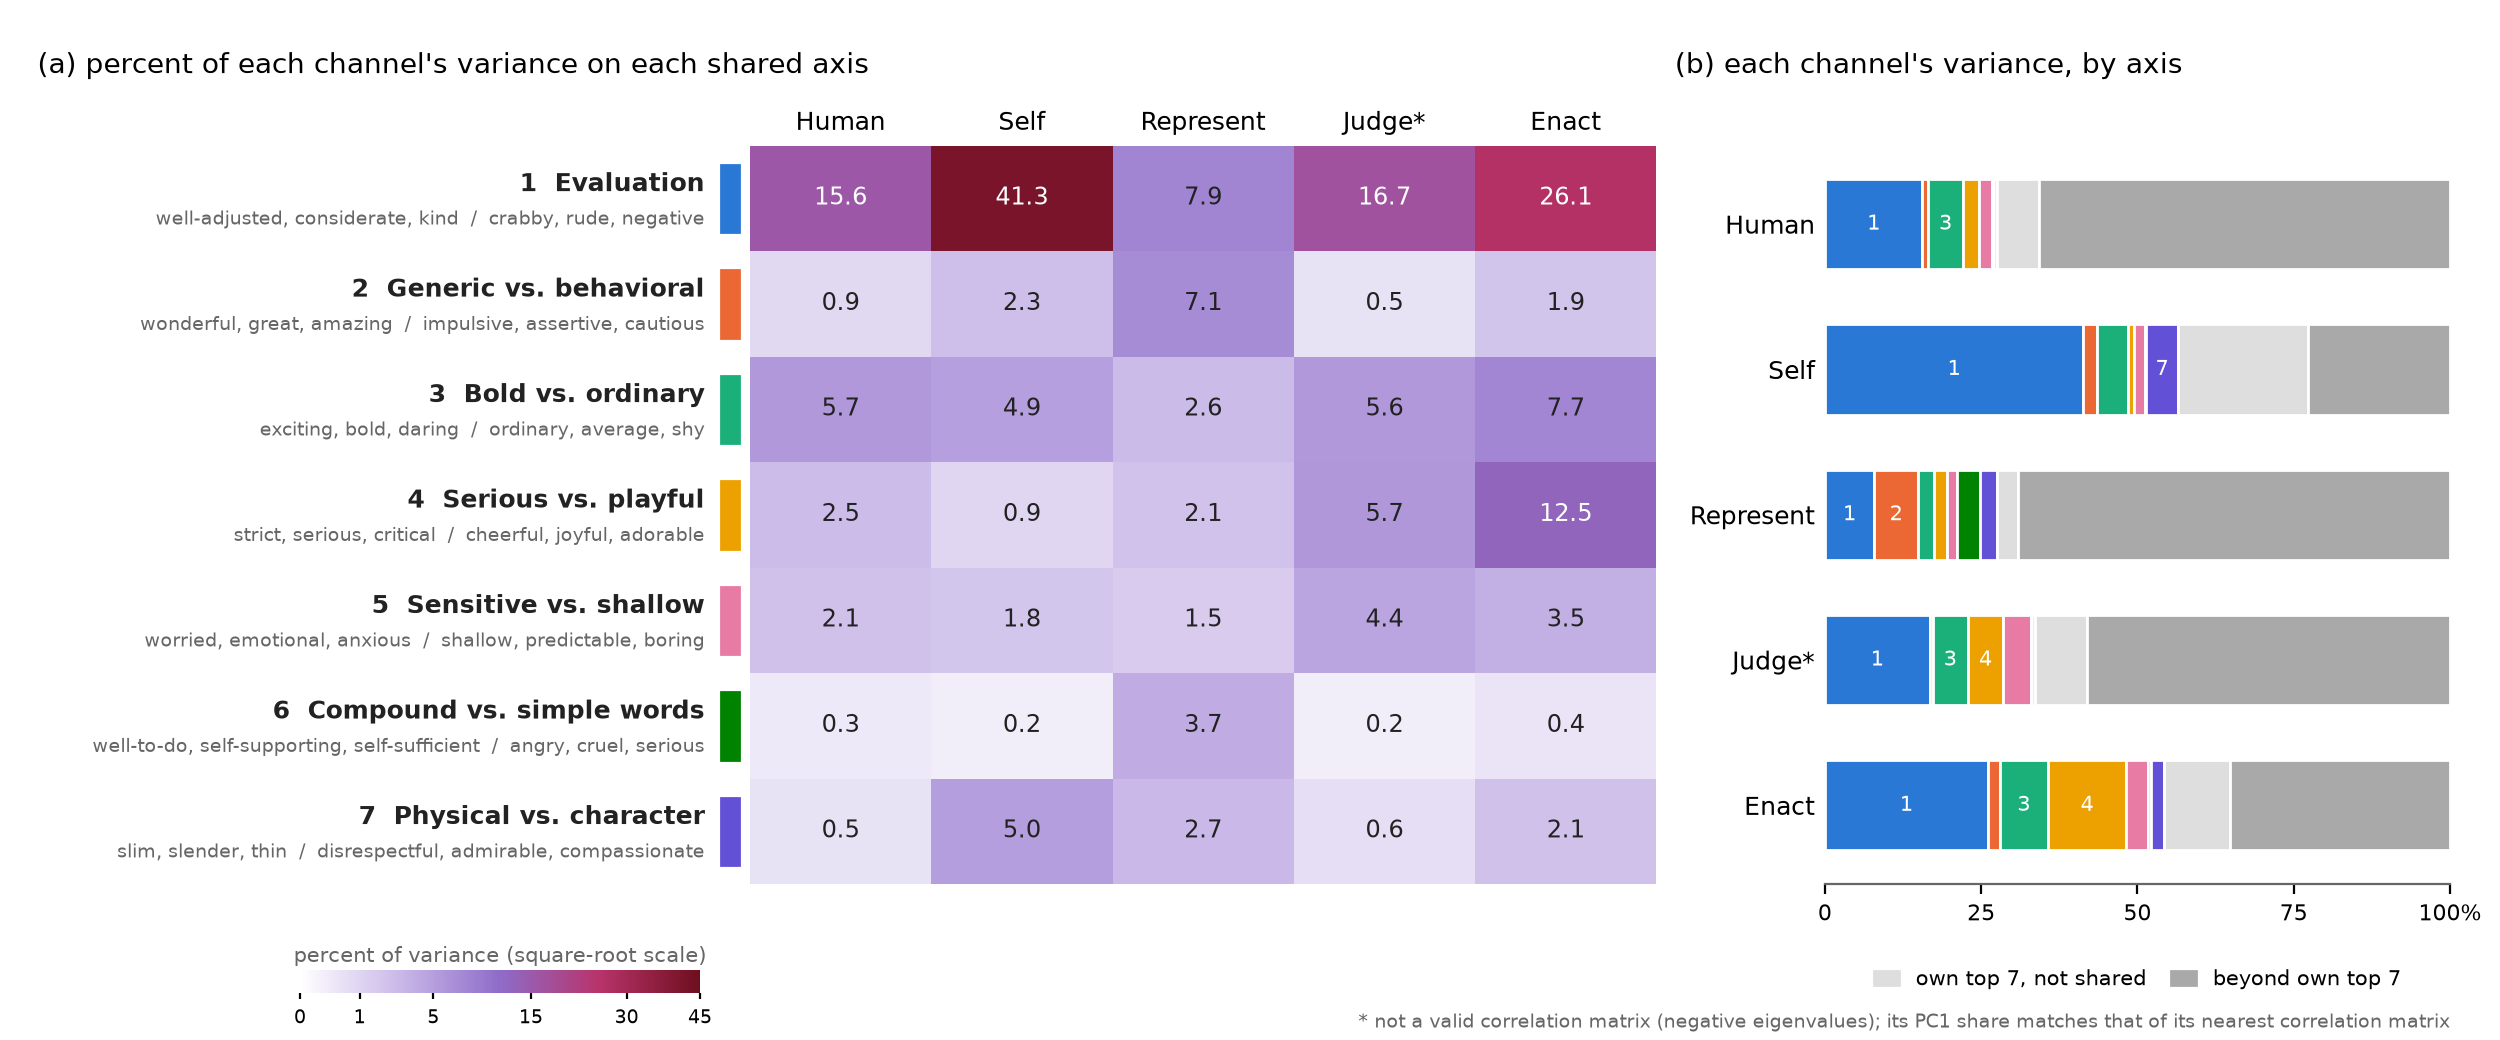 (a) percent of each channel's variance on each shared axis
(b) each channel's variance, by axis
Human Self Represent Judge* Enact
1 Evaluation
well-adjusted, considerate, kind / crabby, rude, negative
15.6 41.3 7.9 16.7 26.1
2 Generic vs. behavioral
wonderful, great, amazing / impulsive, assertive, cautious
0.9 2.3 7.1 0.5 1.9
3 Bold vs. ordinary
exciting, bold, daring / ordinary, average, shy
5.7 4.9 2.6 5.6 7.7
4 Serious vs. playful
strict, serious, critical / cheerful, joyful, adorable
2.5 0.9 2.1 5.7 12.5
5 Sensitive vs. shallow
worried, emotional, anxious / shallow, predictable, boring
2.1 1.8 1.5 4.4 3.5
6 Compound vs. simple words
well-to-do, self-supporting, self-sufficient / angry, cruel, serious
0.3 0.2 3.7 0.2 0.4
7 Physical vs. character
slim, slender, thin / disrespectful, admirable, compassionate
0.5 5.0 2.7 0.6 2.1
percent of variance (square-root scale)
0 1 5 15 30 45
Human 1 3
Self 1 7
Represent 1 2
Judge* 1 3 4
Enact 1 3 4
0 25 50 75 100%
own top 7, not shared beyond own top 7
* not a valid correlation matrix (negative eigenvalues); its PC1 share matches that of its nearest correlation matrix